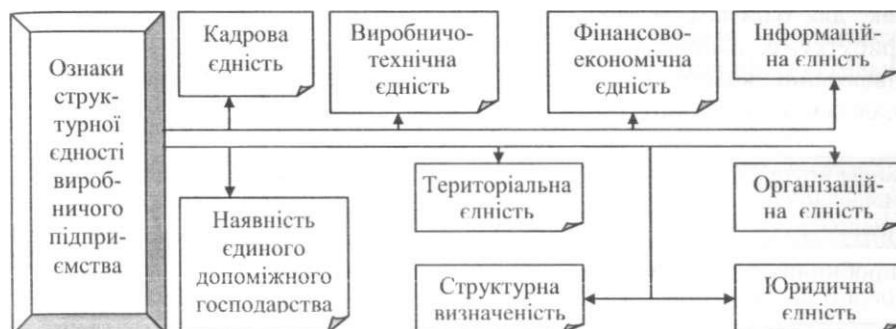 Ознаки
струк-
турної
єдності
вироб-
ничого
підпри-
ємства
Кадрова
єдність
Виробничо-
технічна
єдність
Фінансово-
економічна
єдність
Інформацій-
на єдність
Наявність
єдиного
допоміжного
господарства
Територіальна
єдність
Організацій-
на єдність
Структурна
визначеність
Юридична
єдність